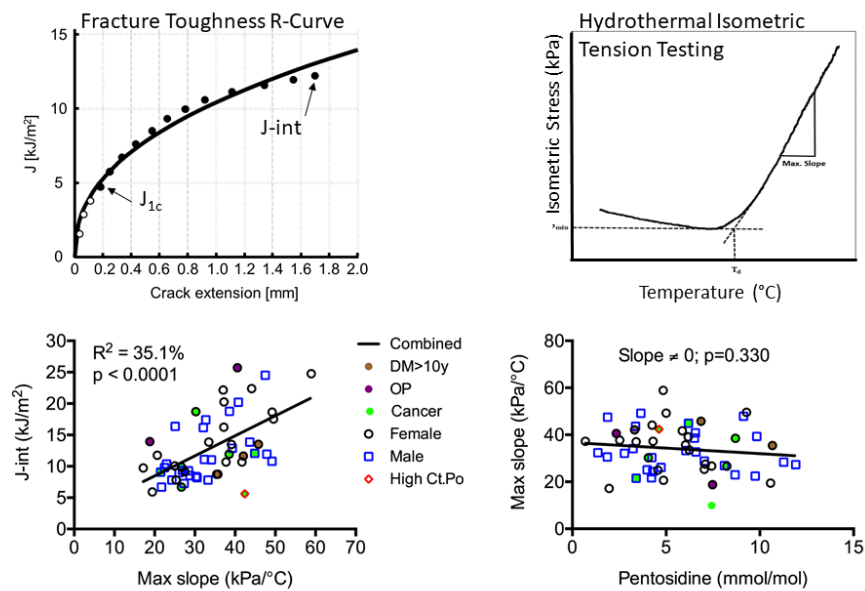 Fracture Toughness R-Curve
J [kJ/m²]
15
10
5
0
J-int
J1c
0 0.2 0.4 0.6 0.8 1.0 1.2 1.4 1.6 1.8 2.0
Crack extension [mm]
Hydrothermal Isometric
Tension Testing
Isometric Stress (kPa)
Max. Slope
Td
Temperature (°C)
J-int (kJ/m²)
30
25
20
15
10
5
0
R² = 35.1%
p < 0.0001
0 10 20 30 40 50 60 70
Max slope (kPa/°C)
Combined
DM>10y
OP
Cancer
Female
Male
High Ct.Po
Max slope (kPa/°C)
80
60
40
20
0
Slope ≠ 0; p=0.330
0 5 10 15
Pentosidine (mmol/mol)